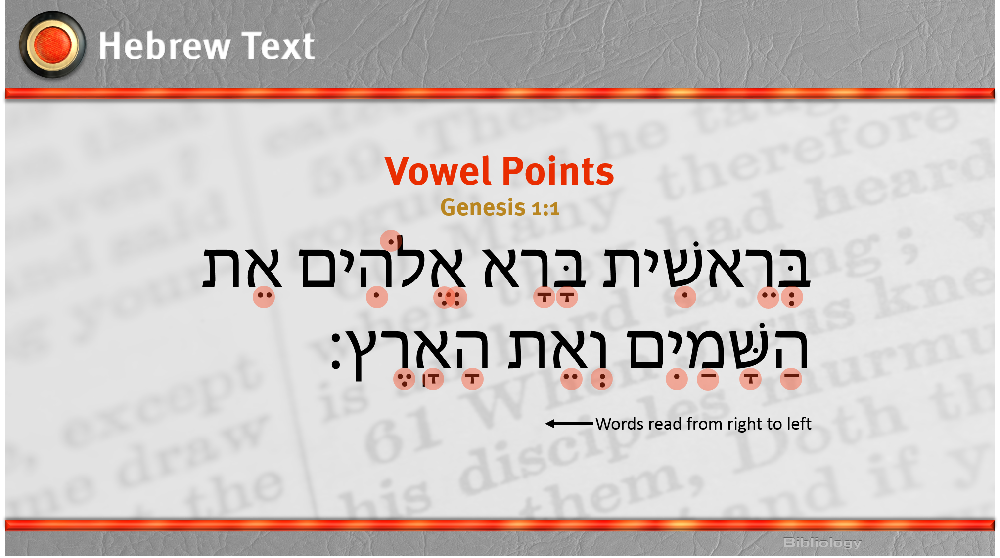 Hebrew Text
Vowel Points
Genesis 1:1
בְּרֵאשִׁית בָּרָא אֱלֹהִים אֵת
הַשָּׁמַיִם וְאֵת הָאָֽרֶץ׃
Words read from right to left
Bibliology